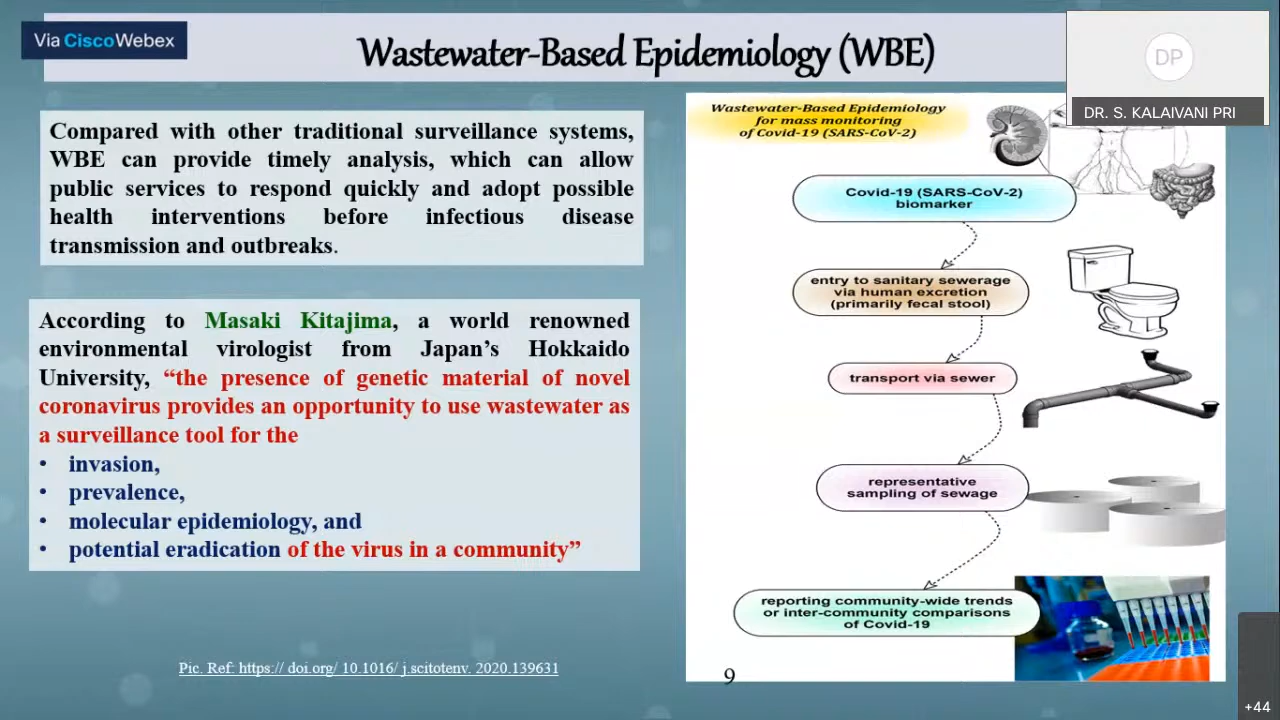 Via Cisco Webex
Wastewater-Based Epidemiology (WBE)
DP
DR. S. KALAIVANI PRI
Compared with other traditional surveillance systems,
WBE can provide timely analysis, which can allow
public services to respond quickly and adopt possible
health interventions before infectious disease
transmission and outbreaks.
According to Masaki Kitajima, a world renowned
environmental virologist from Japan’s Hokkaido
University, “the presence of genetic material of novel
coronavirus provides an opportunity to use wastewater as
a surveillance tool for the
• invasion,
• prevalence,
• molecular epidemiology, and
• potential eradication of the virus in a community”
Pic. Ref: https:// doi.org/ 10.1016/ j.scitotenv. 2020.139631
Wastewater-Based Epidemiology
for mass monitoring
of Covid-19 (SARS-CoV-2)
Covid-19 (SARS-CoV-2)
biomarker
entry to sanitary sewerage
via human excretion
(primarily fecal stool)
transport via sewer
representative
sampling of sewage
reporting community-wide trends
or inter-community comparisons
of Covid-19
9
+44